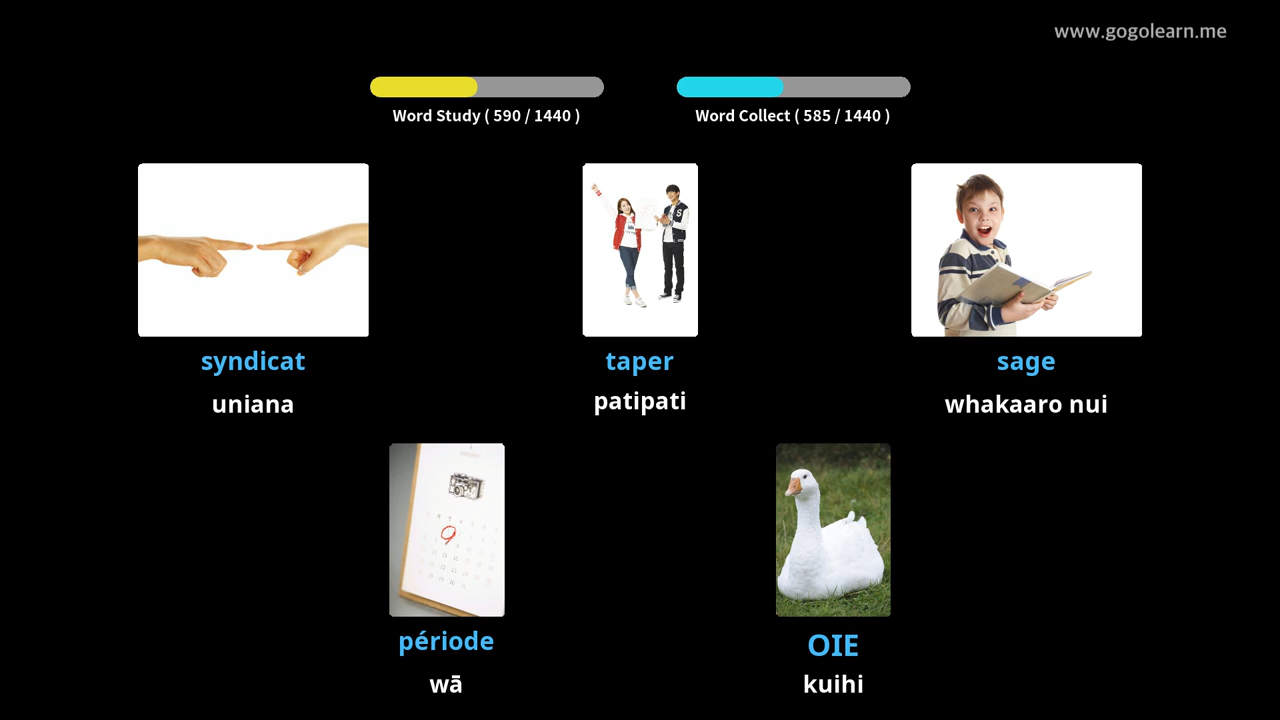 www.gogolearn.me
Word Study ( 590 / 1440 )
Word Collect ( 585 / 1440 )
syndicat
taper
sage
uniana
patipati
whakaaro nui
période
OIE
wā
kuihi